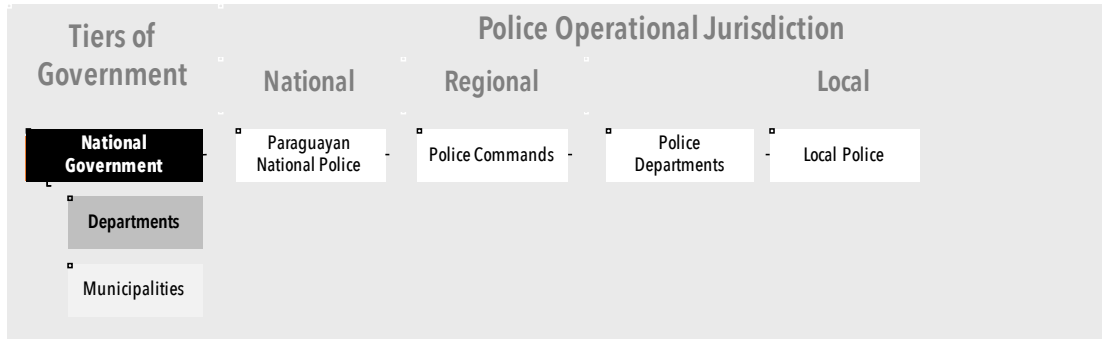 Tiers of
Government
Police Operational Jurisdiction
National
Regional
Local
National
Government
Paraguayan
National Police
Police Commands
Police
Departments
Local Police
Departments
Municipalities